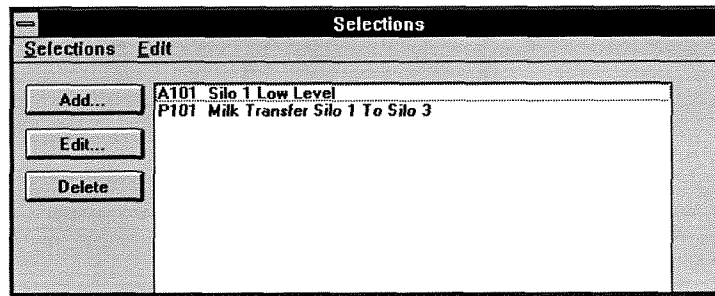 Selections
Selections Edit
Add...
A101 Silo 1 Low Level
P101 Milk Transfer Silo 1 To Silo 3
Edit...
Delete